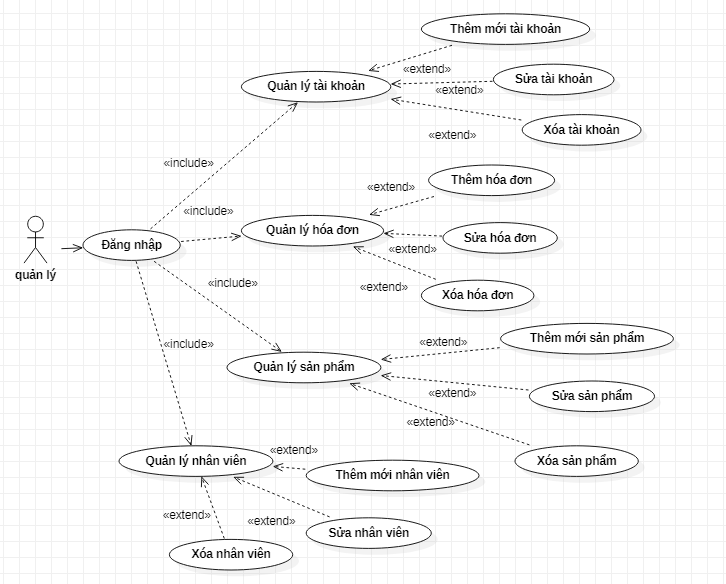 Thêm mới tài khoản
«extend»
Quản lý tài khoản
Sửa tài khoản
«extend»
Xóa tài khoản
«extend»
«include»
Thêm hóa đơn
«extend»
«include»
Quản lý hóa đơn
Sửa hóa đơn
Đăng nhập
quản lý
«extend»
«extend»
Xóa hóa đơn
«include»
Thêm mới sản phẩm
«extend»
«include»
Quản lý sản phẩm
«extend»
Sửa sản phẩm
«extend»
Xóa sản phẩm
Quản lý nhân viên
«extend»
Thêm mới nhân viên
«extend»
«extend»
Sửa nhân viên
Xóa nhân viên